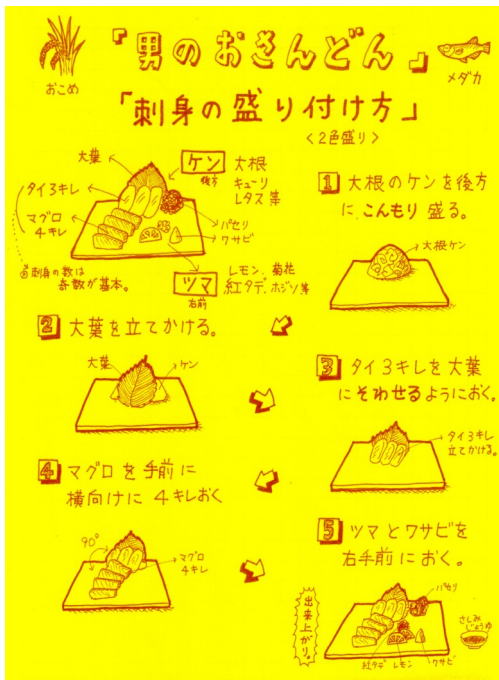 『男のおさんどん』
おこめ
メダカ
「刺身の盛り付け方」
<2色盛り>
大葉
タイ3キレ
マグロ
4キレ
ケン
後方
大根
キューリ
レタス等
パセリ
ワサビ
ツマ
右前
レモン、菊花
紅タデ、ホジソ等
刺身の数は
奇数が基本。
1 大根のケンを後方
に、こんもり盛る。
大根ケン
2 大葉を立てかける。
大葉
ケン
3 タイ3キレを大葉
にそわせるようにおく。
タイ3キレ
立てかける。
4 マグロを手前に
横向けに4キレおく
90°
マグロ
4キレ
5 ツマとワサビを
右手前におく。
出来上がり。
パセリ
さしみ
じょうゆ
紅タデ
レモン
ワサビ